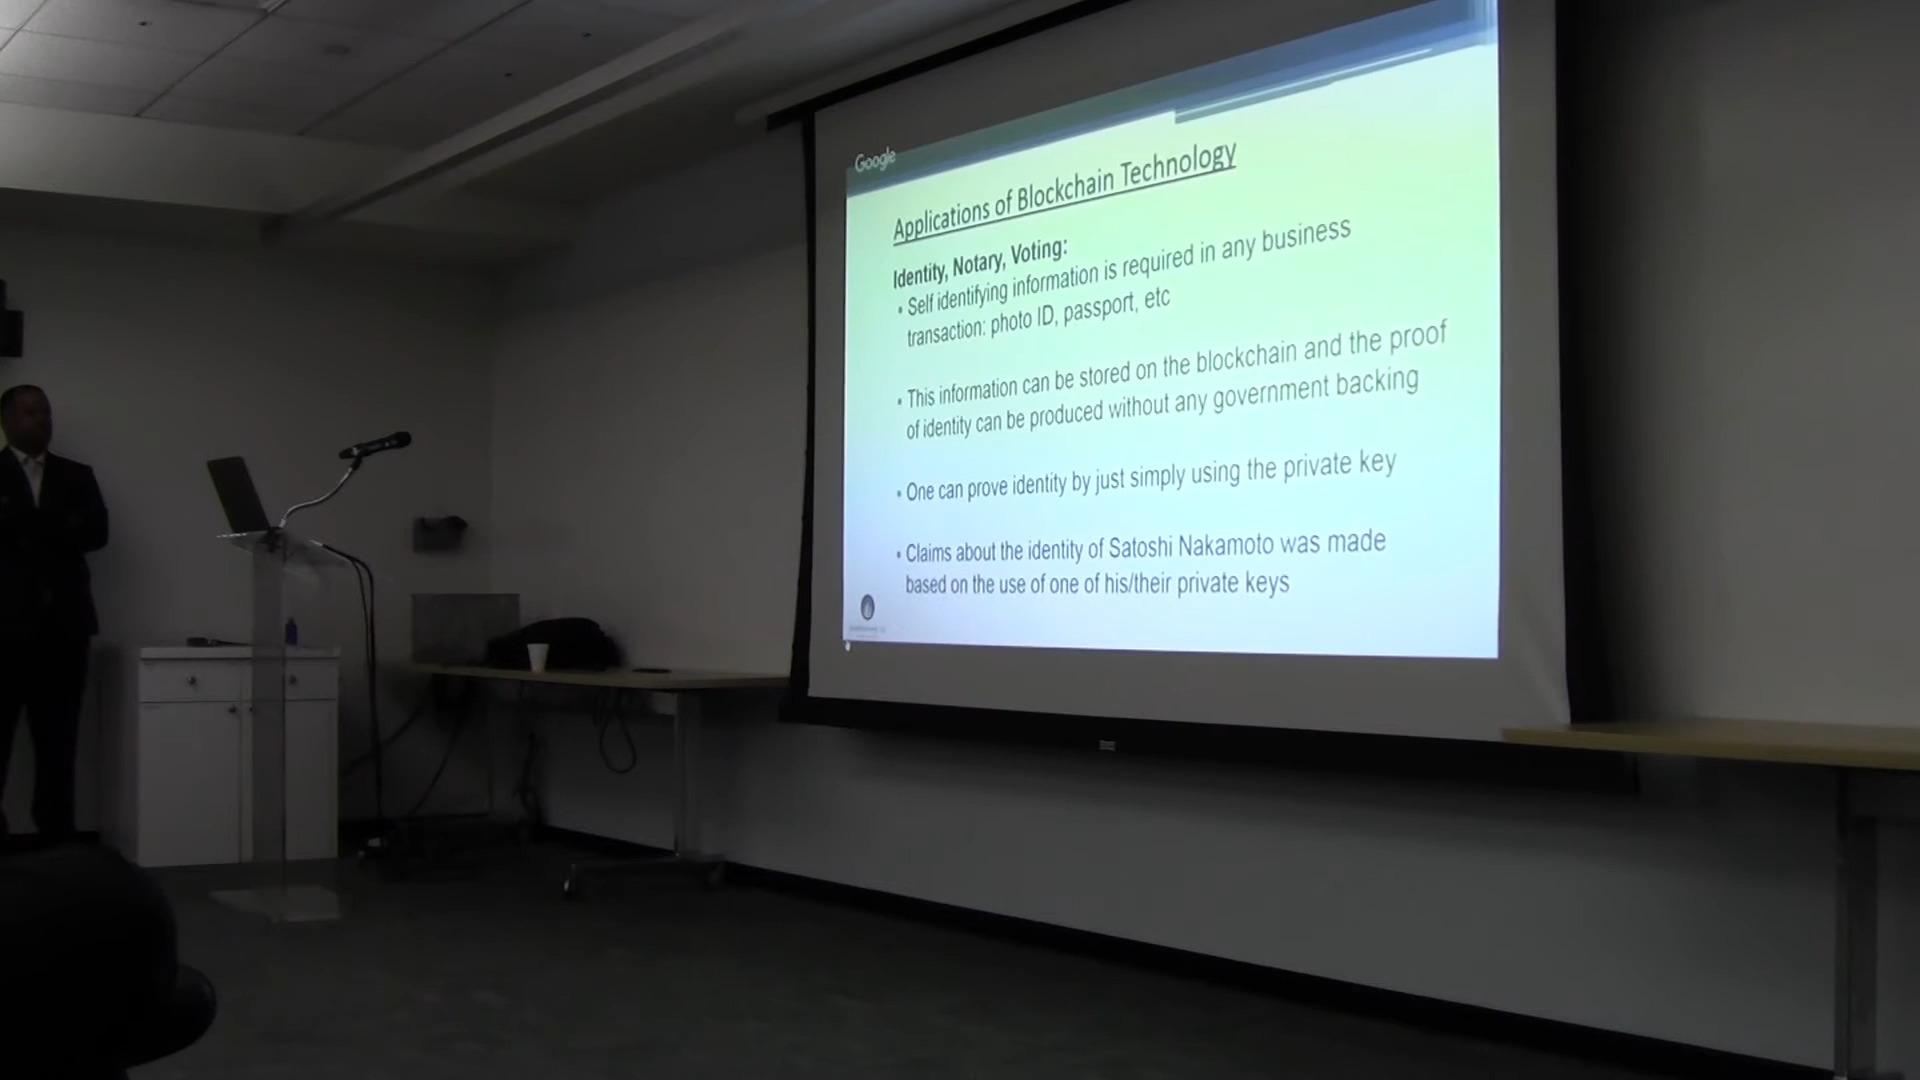 Google
Applications of Blockchain Technology
Identity, Notary, Voting:
• Self identifying information is required in any business
transaction: photo ID, passport, etc
• This information can be stored on the blockchain and the proof
of identity can be produced without any government backing
• One can prove identity by just simply using the private key
• Claims about the identity of Satoshi Nakamoto was made
based on the use of one of his/their private keys